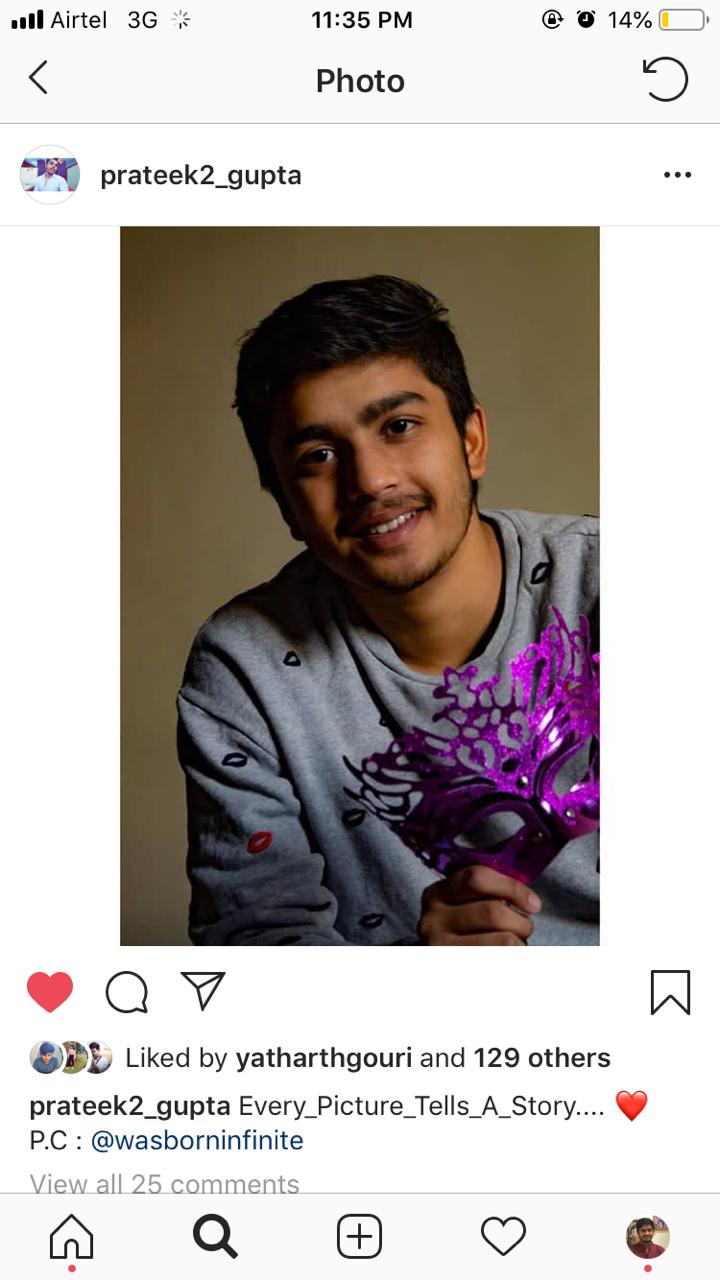 Airtel 3G 11:35 PM 14%
Photo
prateek2_gupta
Liked by yatharthgouri and 129 others
prateek2_gupta Every_Picture_Tells_A_Story.... ❤️
P.C : @wasborninfinite
View all 25 comments